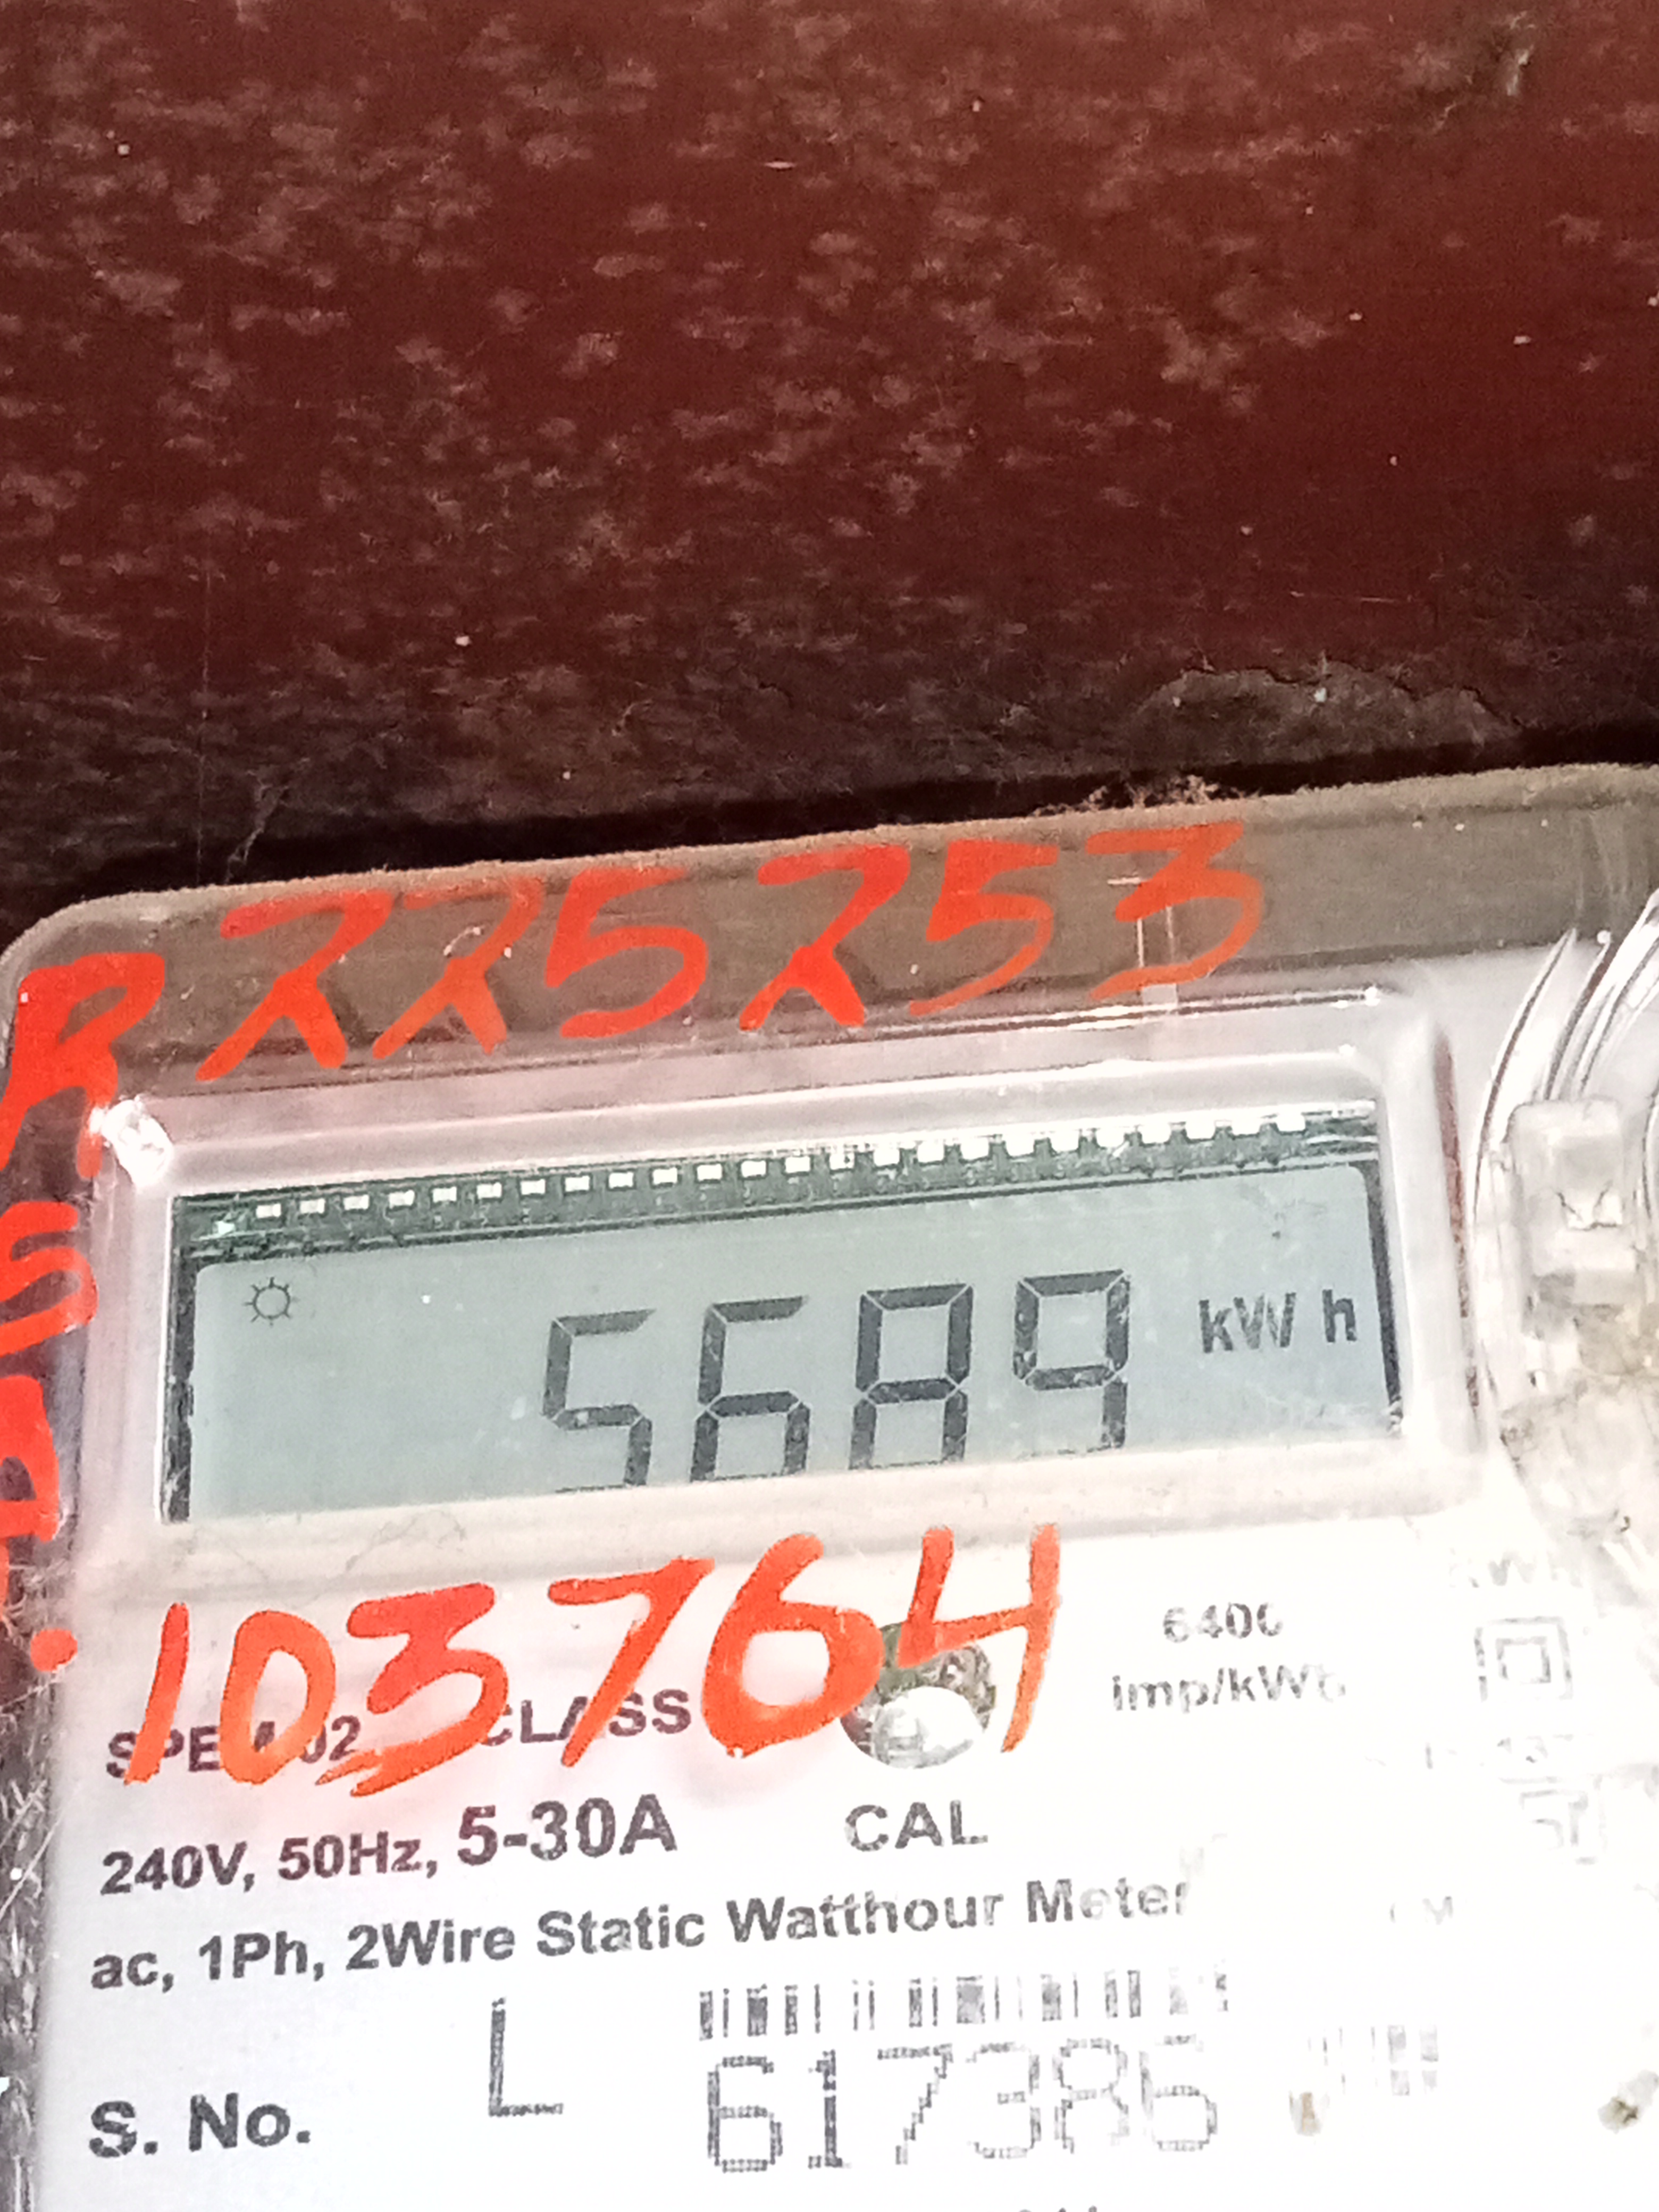 R 225253
5689 kWh
103764
6400
imp/kWh
CLASS
240V, 50Hz, 5-30A
CAL
ac, 1Ph, 2Wire Static Watthour Meter
S. No. L 617386